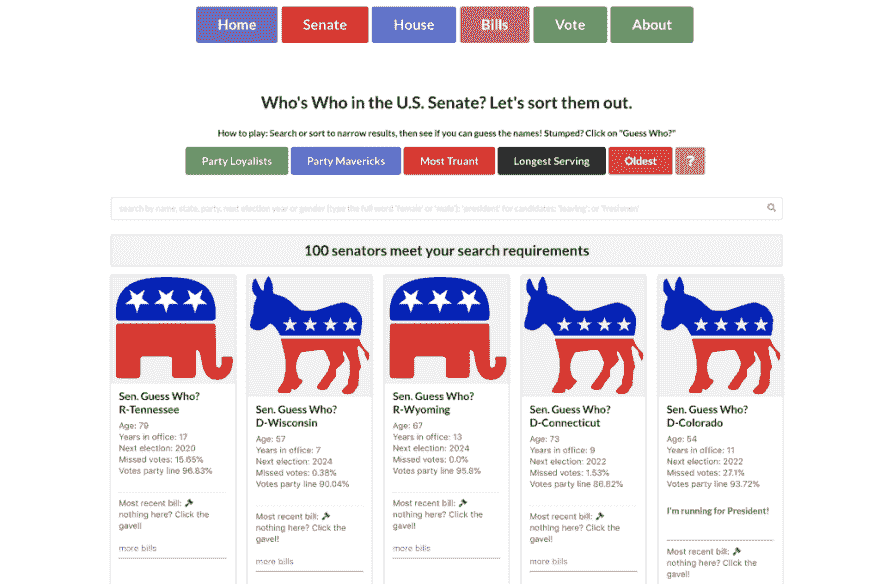 Home Senate House Bills Vote About
Who's Who in the U.S. Senate? Let's sort them out.
How to play: Search or sort to narrow results, then see if you can guess the names! Stumped? Click on "Guess Who?"
Party Loyalists Party Mavericks Most Truant Longest Serving Oldest ?
search by name, state, party, next election year or gender (type the full word 'female' or 'male'); 'president' for candidates; 'leaving'; or 'freshmen'
100 senators meet your search requirements
Sen. Guess Who?
R-Tennessee
Age: 79
Years in office: 17
Next election: 2020
Missed votes: 15.65%
Votes party line 96.83%
Most recent bill:
nothing here? Click the
gavel!
more bills
Sen. Guess Who?
D-Wisconsin
Age: 57
Years in office: 7
Next election: 2024
Missed votes: 0.38%
Votes party line 90.04%
Most recent bill:
nothing here? Click the
gavel!
more bills
Sen. Guess Who?
R-Wyoming
Age: 67
Years in office: 13
Next election: 2024
Missed votes: 0.0%
Votes party line 95.8%
Most recent bill:
nothing here? Click the
gavel!
more bills
Sen. Guess Who?
D-Connecticut
Age: 73
Years in office: 9
Next election: 2022
Missed votes: 1.53%
Votes party line 86.62%
Most recent bill:
nothing here? Click the
gavel!
more bills
Sen. Guess Who?
D-Colorado
Age: 54
Years in office: 11
Next election: 2022
Missed votes: 27.1%
Votes party line 93.72%
I'm running for President!
Most recent bill:
nothing here? Click the
gavel!